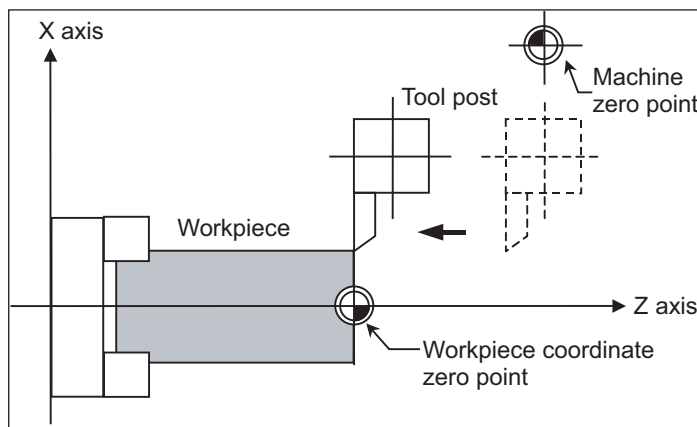 X axis
Machine
zero point
Tool post
Workpiece
Z axis
Workpiece coordinate
zero point